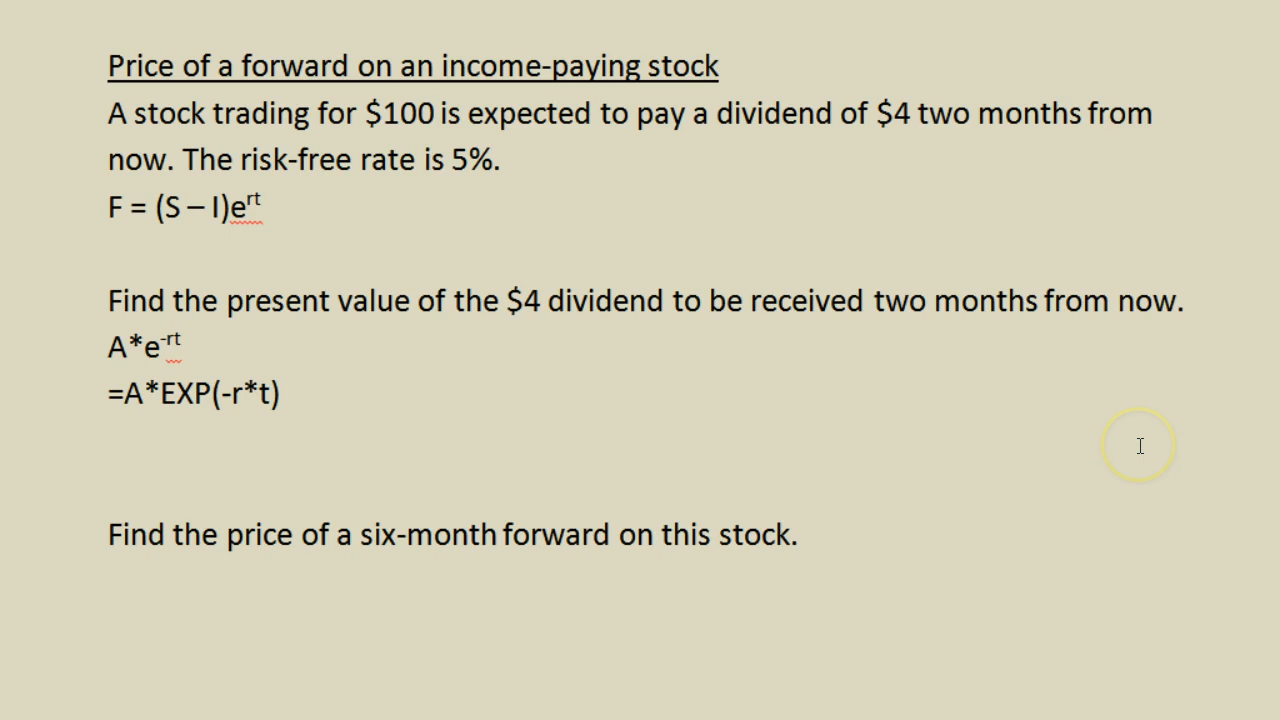 Price of a forward on an income-paying stock
A stock trading for $100 is expected to pay a dividend of $4 two months from
now. The risk-free rate is 5%.
F = (S – I)eʳᵗ
Find the present value of the $4 dividend to be received two months from now.
A*e⁻ʳᵗ
=A*EXP(-r*t)
Find the price of a six-month forward on this stock.